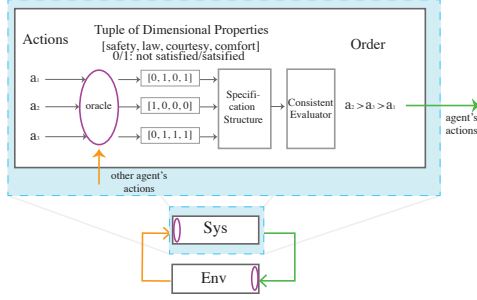 Tuple of Dimensional Properties
Actions
Order
[safety, law, courtesy, comfort]
0/1: not satisfied/satsified
a₁
[0, 1, 0, 1]
a₂
oracle
[1, 0, 0, 0]
Specifi-
cation
Structure
Consistent
Evaluator
a₂>a₃>a₁
a₃
[0, 1, 1, 1]
agent's
actions
other agent's
actions
Sys
Env